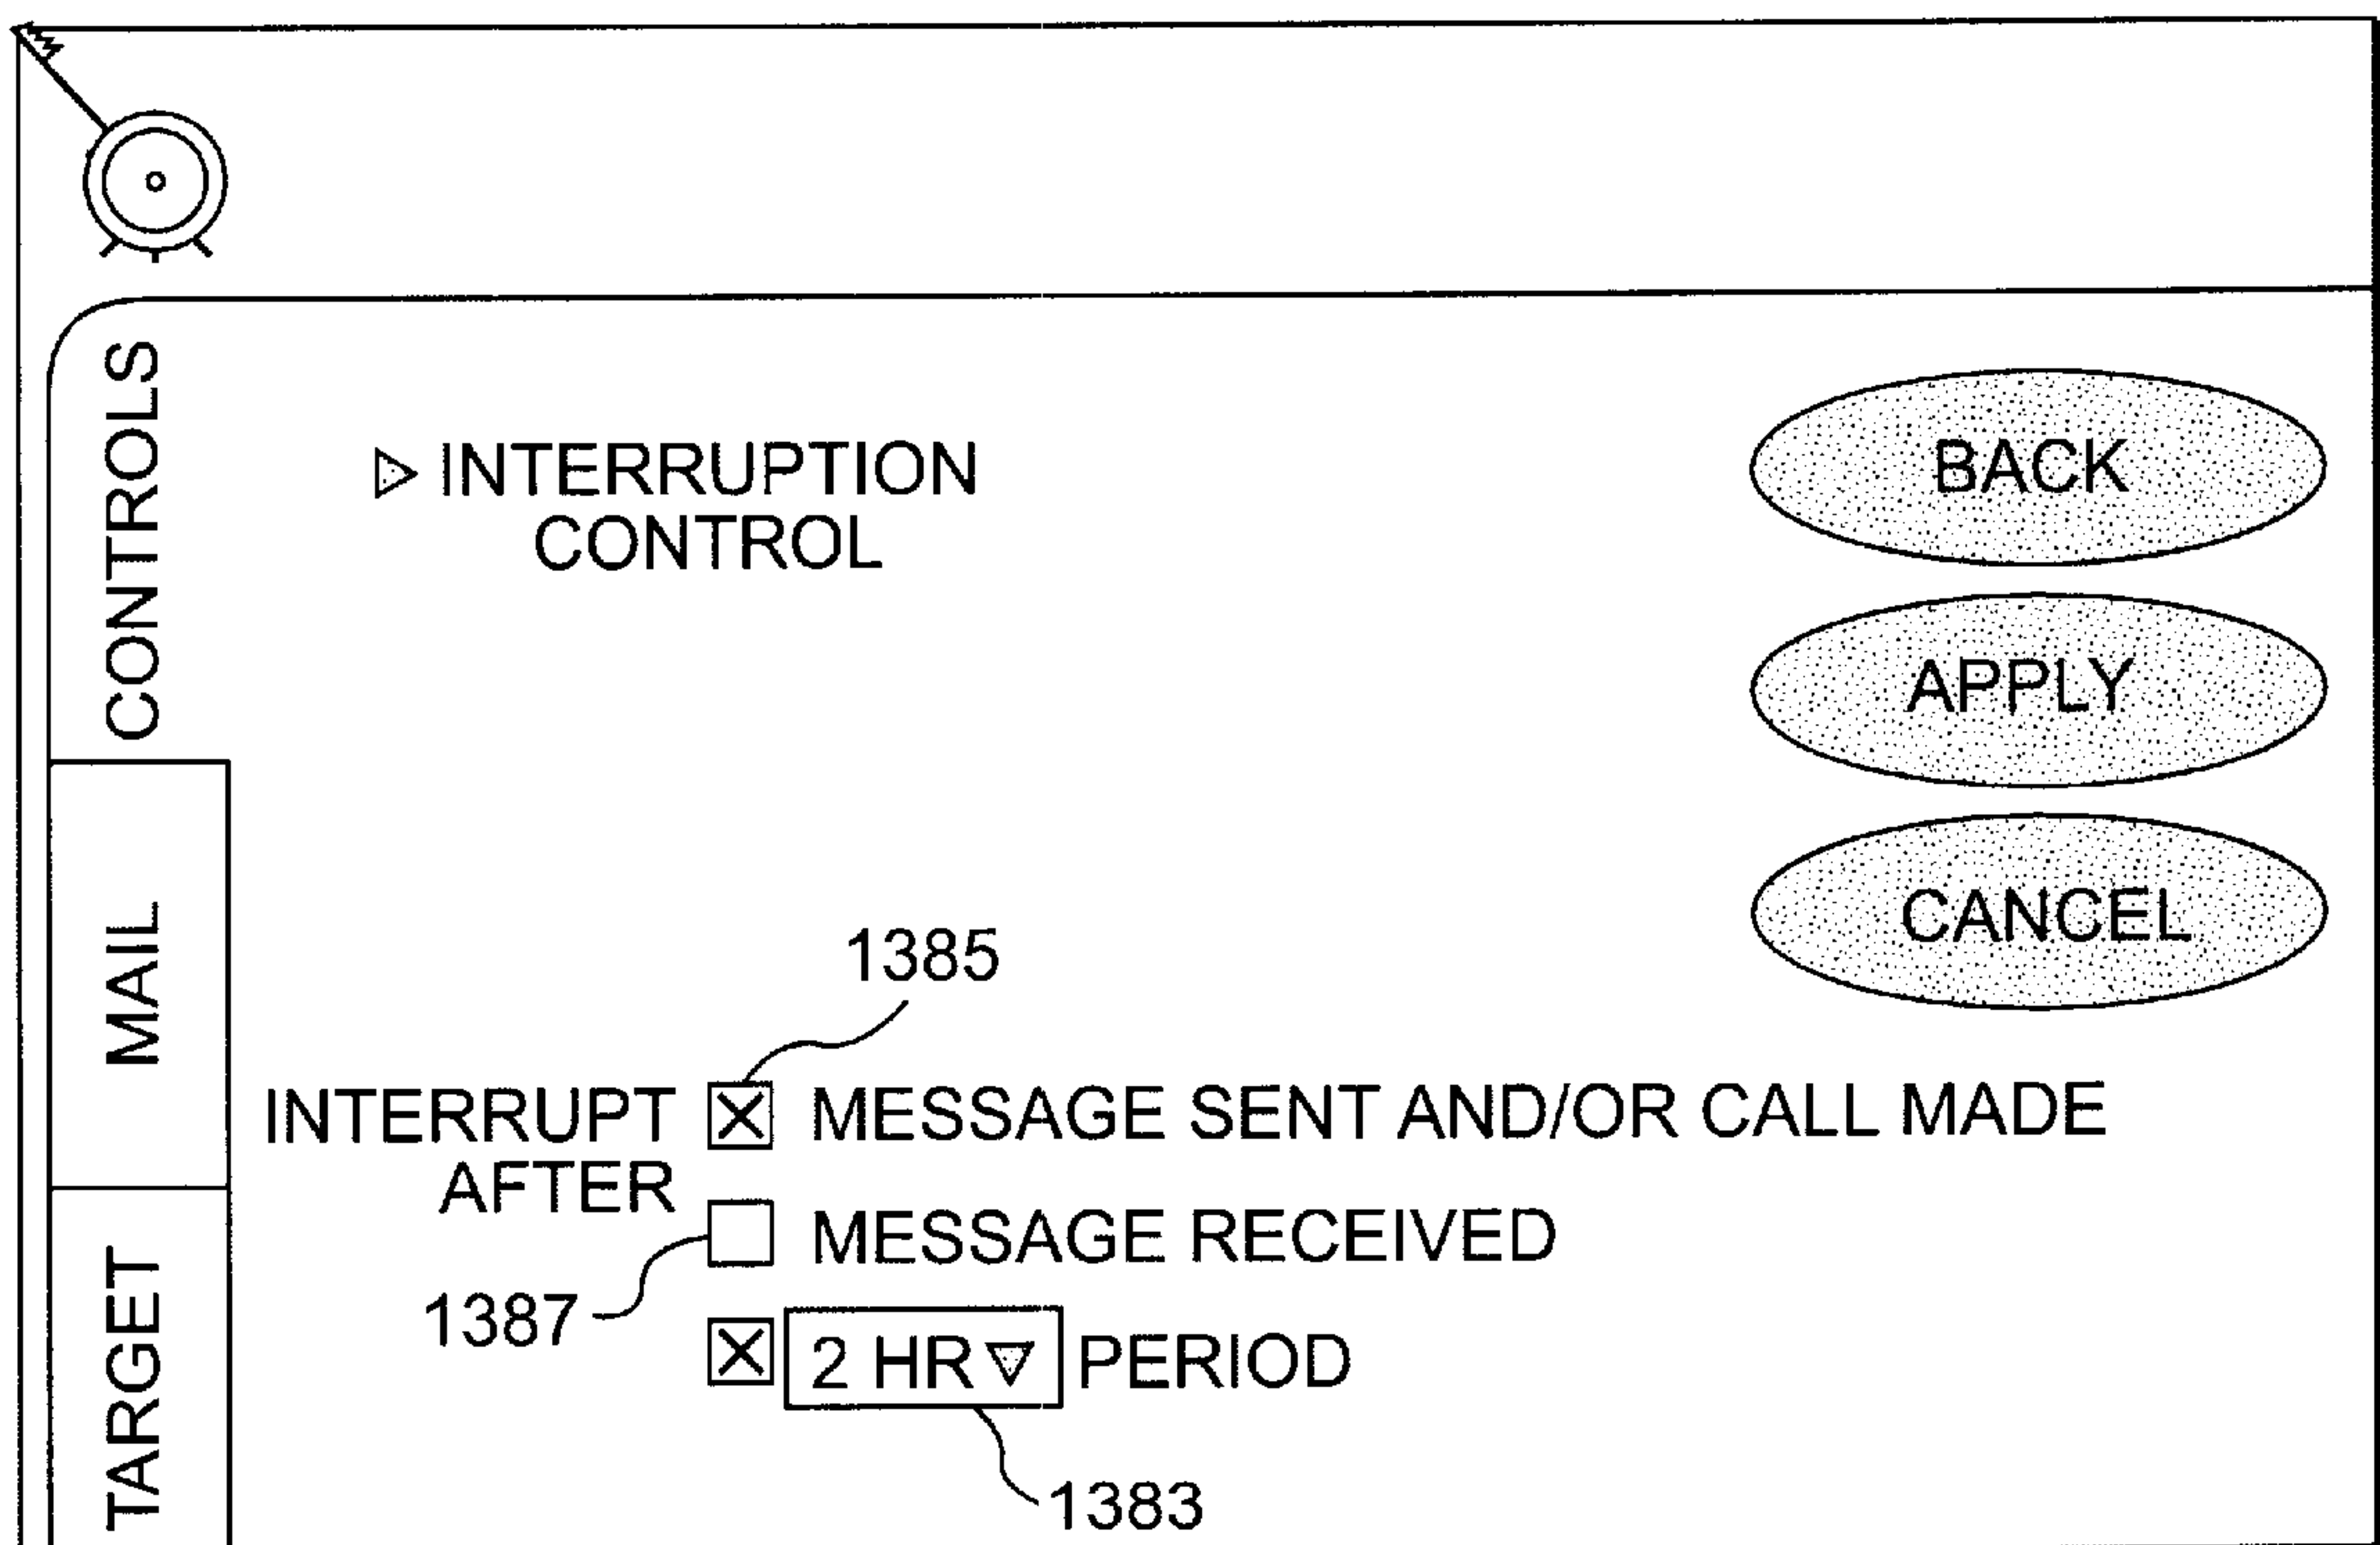 CONTROLS
MAIL
TARGET
INTERRUPTION
CONTROL
BACK
APPLY
CANCEL
1385
INTERRUPT
AFTER
MESSAGE SENT AND/OR CALL MADE
MESSAGE RECEIVED
1387
2 HR PERIOD
1383